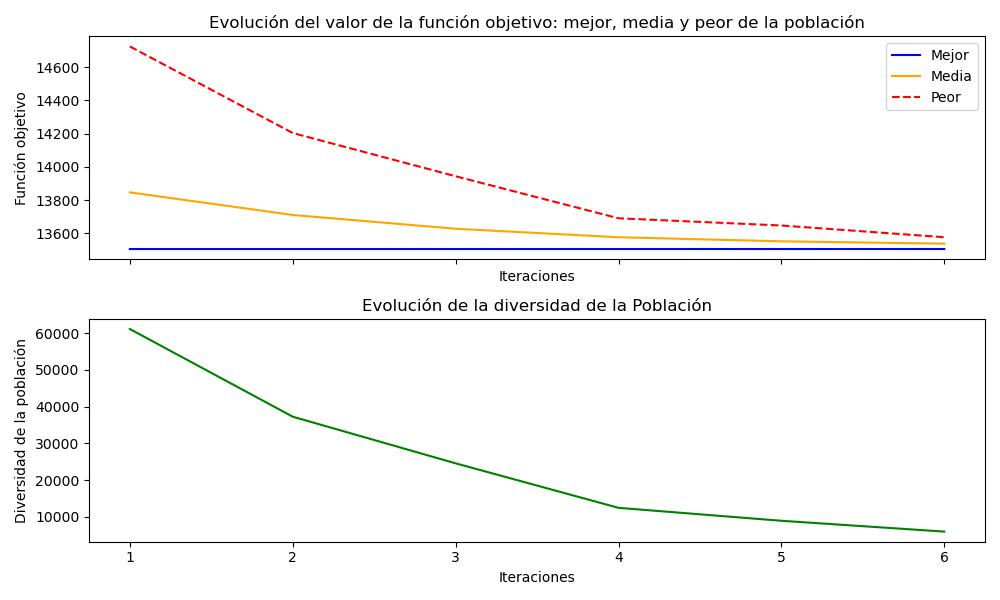 Evolución del valor de la función objetivo: mejor, media y peor de la población
Función objetivo
14600
14400
14200
14000
13800
13600
Mejor
Media
Peor
Iteraciones
Evolución de la diversidad de la Población
Diversidad de la población
60000
50000
40000
30000
20000
10000
1 2 3 4 5 6
Iteraciones